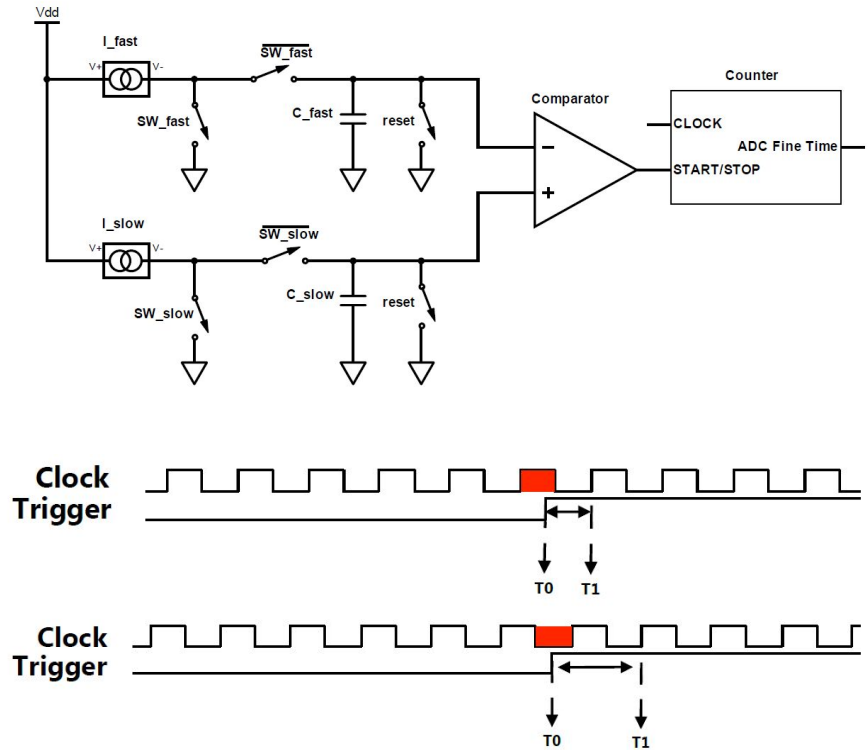 Vdd
I_fast
V+ V-
SW_fast
SW_fast
C_fast
reset
Comparator
Counter
CLOCK
ADC Fine Time
START/STOP
−
+
I_slow
V+ V-
SW_slow
SW_slow
C_slow
reset
Clock
Trigger
T0 T1
Clock
Trigger
T0 T1